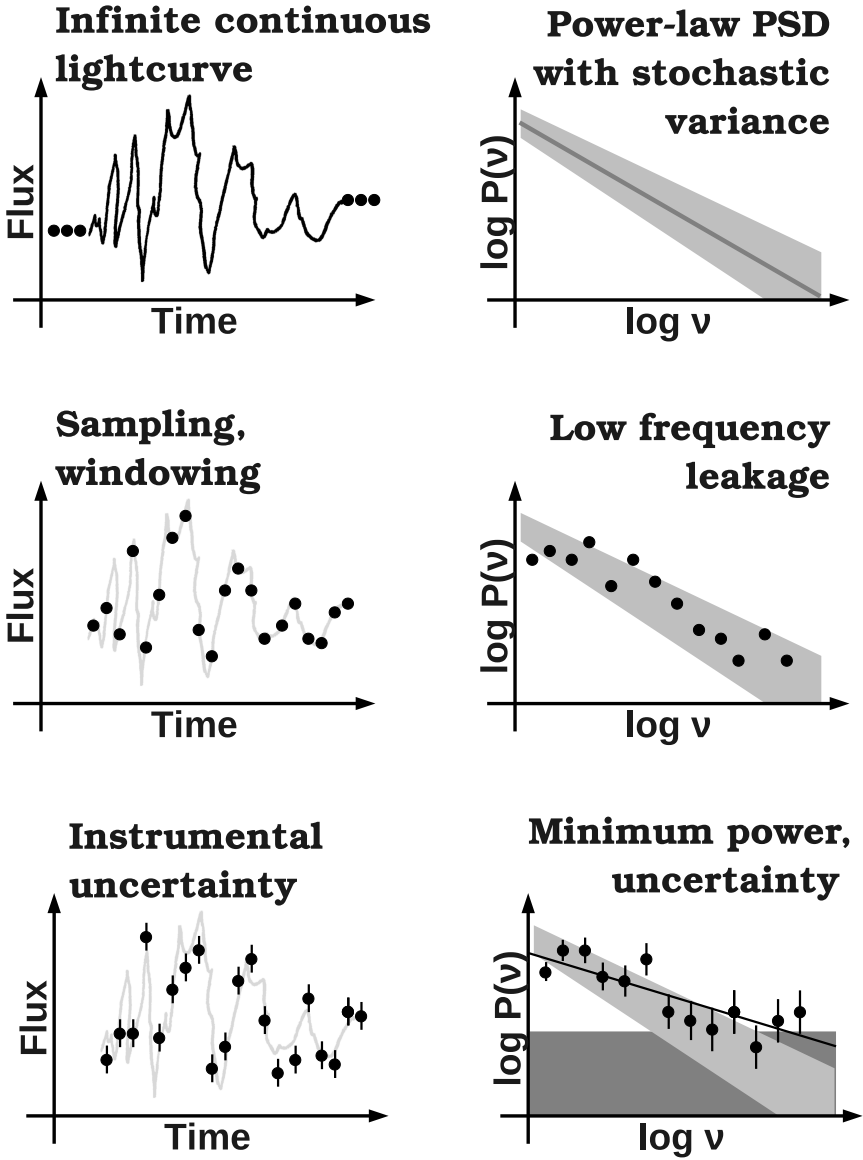 Infinite continuous
lightcurve
Flux
Time
Power-law PSD
with stochastic
variance
log P(ν)
log ν
Sampling,
windowing
Flux
Time
Low frequency
leakage
log P(ν)
log ν
Instrumental
uncertainty
Flux
Time
Minimum power,
uncertainty
log P(ν)
log ν